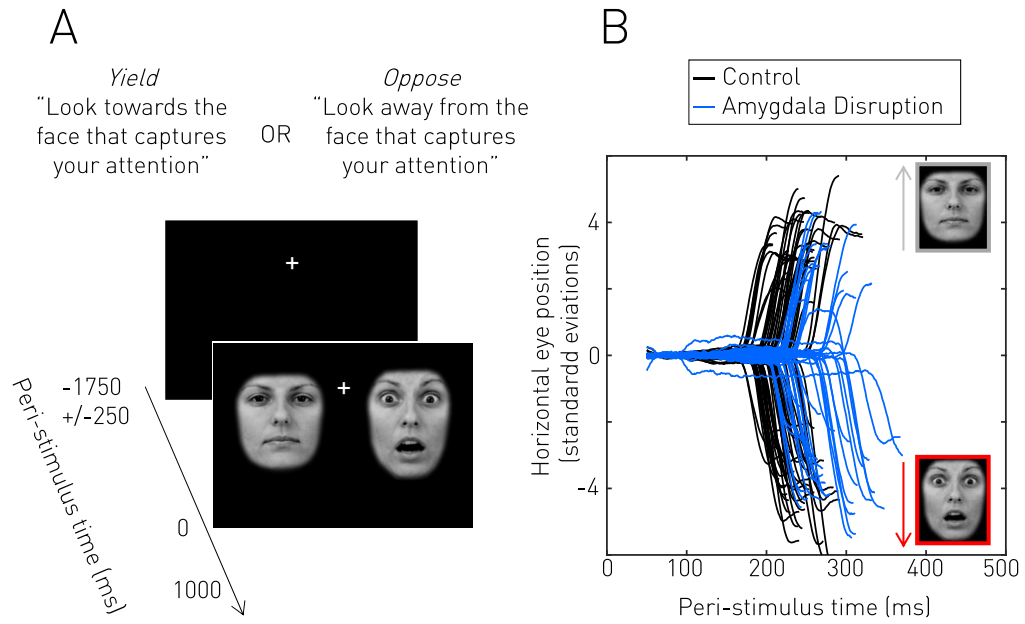 A
Yield
“Look towards the
face that captures
your attention”
OR
Oppose
“Look away from the
face that captures
your attention”
-1750
+/-250
0
1000
Peri-stimulus time (ms)
B
Control
Amygdala Disruption
Horizontal eye position
(standard eviations)
4
0
-4
0
100
200
300
400
500
Peri-stimulus time (ms)